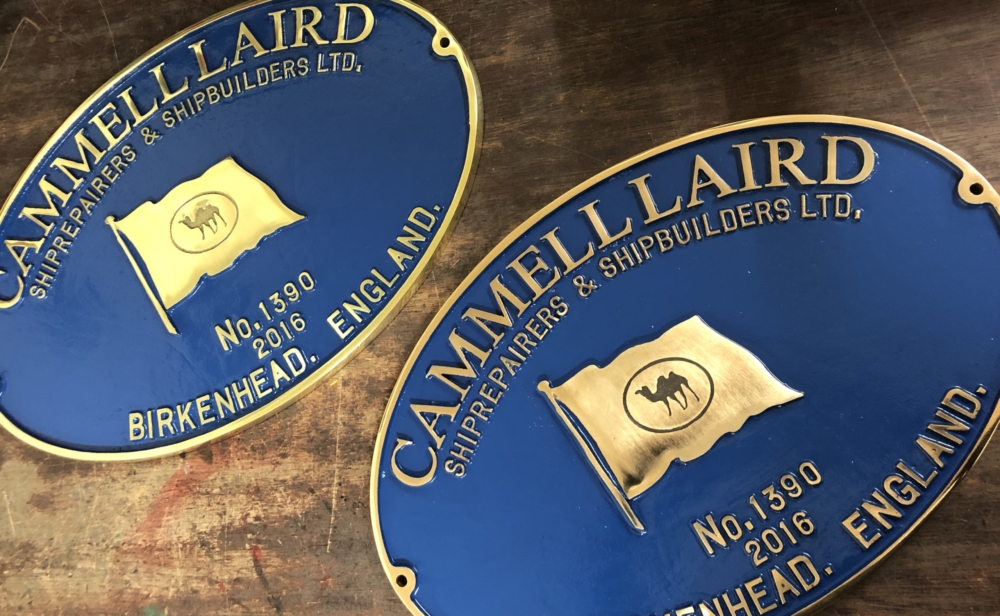 CAMMELL LAIRD
SHIPREPAIRERS & SHIPBUILDERS LTD.
No. 1390
2016
BIRKENHEAD. ENGLAND.
CAMMELL LAIRD
SHIPREPAIRERS & SHIPBUILDERS LTD.
No. 1390
2016
ENHEAD. ENGLAND.